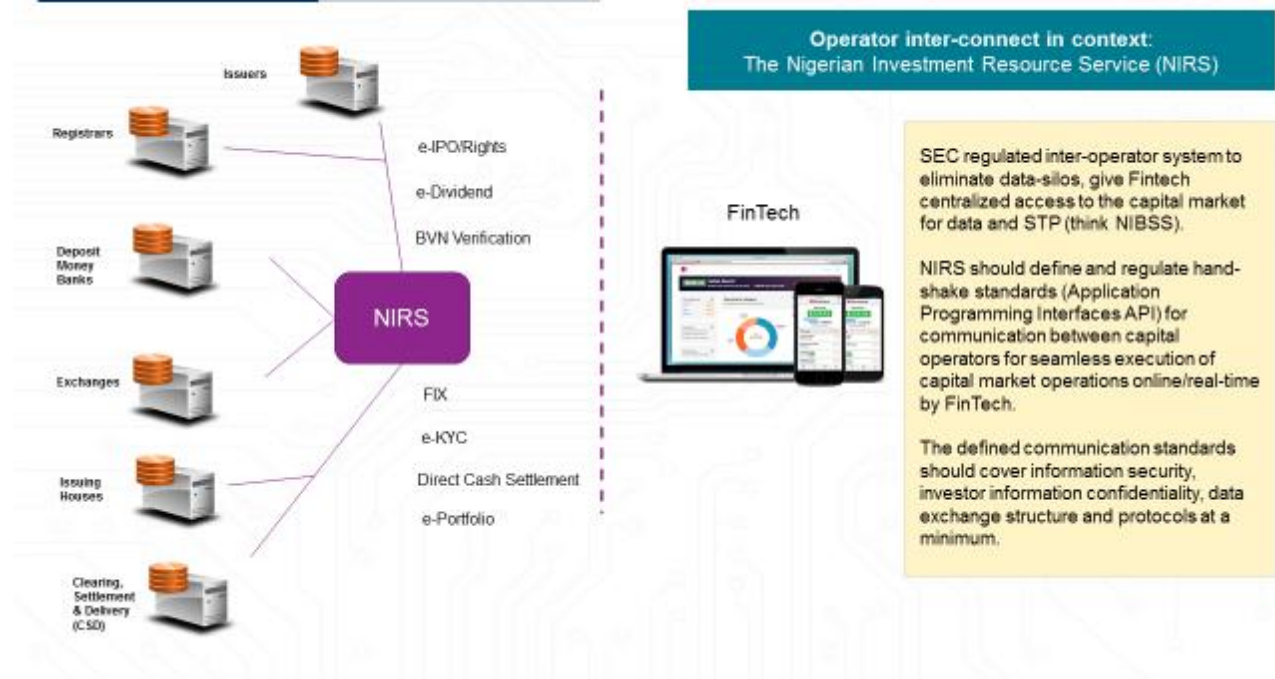 Operator inter-connect in context:
The Nigerian Investment Resource Service (NIRS)
Issuers
Registrars
Deposit
Money
Banks
Exchanges
Issuing
Houses
Clearing,
Settlement
& Delivery
(CSD)
e-IPO/Rights
e-Dividend
BVN Verification
NIRS
FIX
e-KYC
Direct Cash Settlement
e-Portfolio
FinTech
SEC regulated inter-operator system to
eliminate data-silos, give Fintech
centralized access to the capital market
for data and STP (think NIBSS).
NIRS should define and regulate hand-
shake standards (Application
Programming Interfaces API) for
communication between capital
operators for seamless execution of
capital market operations online/real-time
by FinTech.
The defined communication standards
should cover information security,
investor information confidentiality, data
exchange structure and protocols at a
minimum.